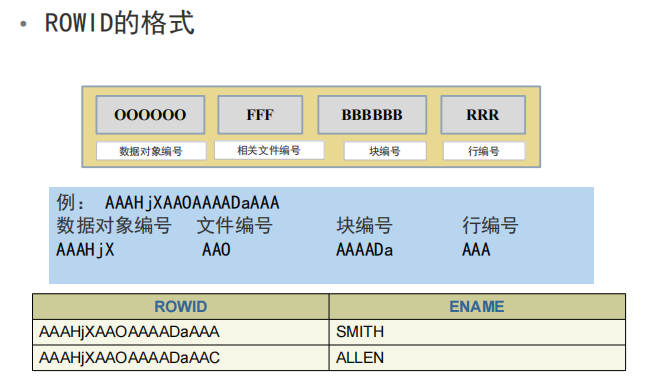 • ROWID的格式
OOOOOO FFF BBBBBB RRR
数据对象编号 相关文件编号 块编号 行编号
例: AAAHjXAAOAAAADaAAA
数据对象编号 文件编号 块编号 行编号
AAAHjX AAO AAAADa AAA
ROWID ENAME
AAAHjXAAOAAAADaAAA SMITH
AAAHjXAAOAAAADaAAC ALLEN